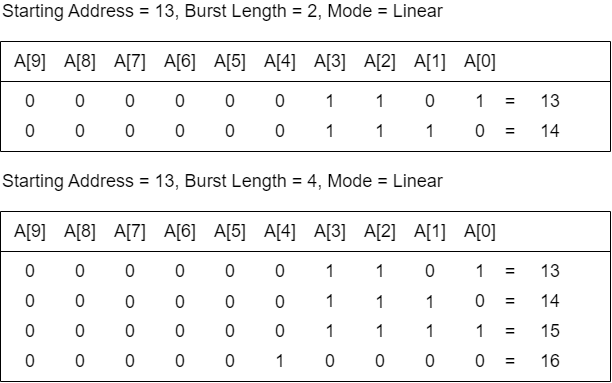 Starting Address = 13, Burst Length = 2, Mode = Linear
A[9] A[8] A[7] A[6] A[5] A[4] A[3] A[2] A[1] A[0]
0 0 0 0 0 0 1 1 0 1 = 13
0 0 0 0 0 0 1 1 1 0 = 14
Starting Address = 13, Burst Length = 4, Mode = Linear
A[9] A[8] A[7] A[6] A[5] A[4] A[3] A[2] A[1] A[0]
0 0 0 0 0 0 1 1 0 1 = 13
0 0 0 0 0 0 1 1 1 0 = 14
0 0 0 0 0 0 1 1 1 1 = 15
0 0 0 0 0 1 0 0 0 0 = 16